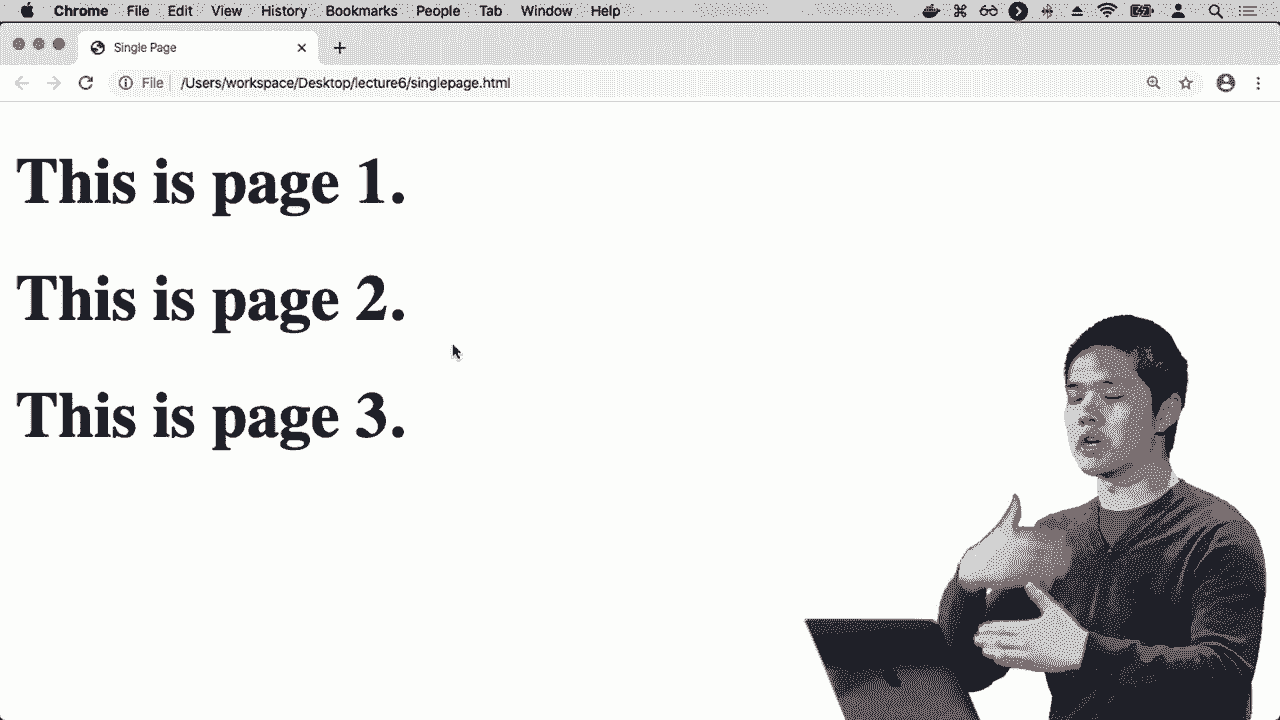 Chrome File Edit View History Bookmarks People Tab Window Help
Single Page
File /Users/workspace/Desktop/lecture6/singlepage.html
This is page 1.
This is page 2.
This is page 3.